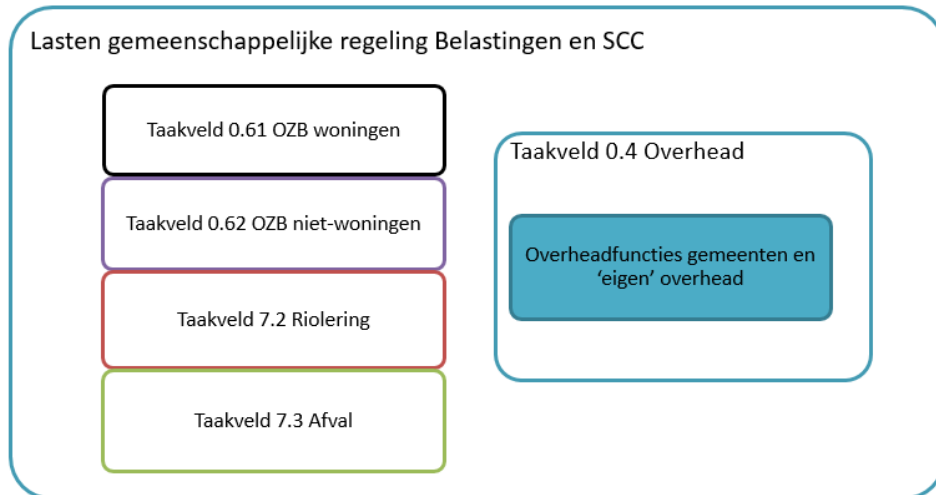 Lasten gemeenschappelijke regeling Belastingen en SCC
Taakveld 0.61 OZB woningen
Taakveld 0.62 OZB niet-woningen
Taakveld 7.2 Riolering
Taakveld 7.3 Afval
Taakveld 0.4 Overhead
Overheadfuncties gemeenten en
‘eigen’ overhead